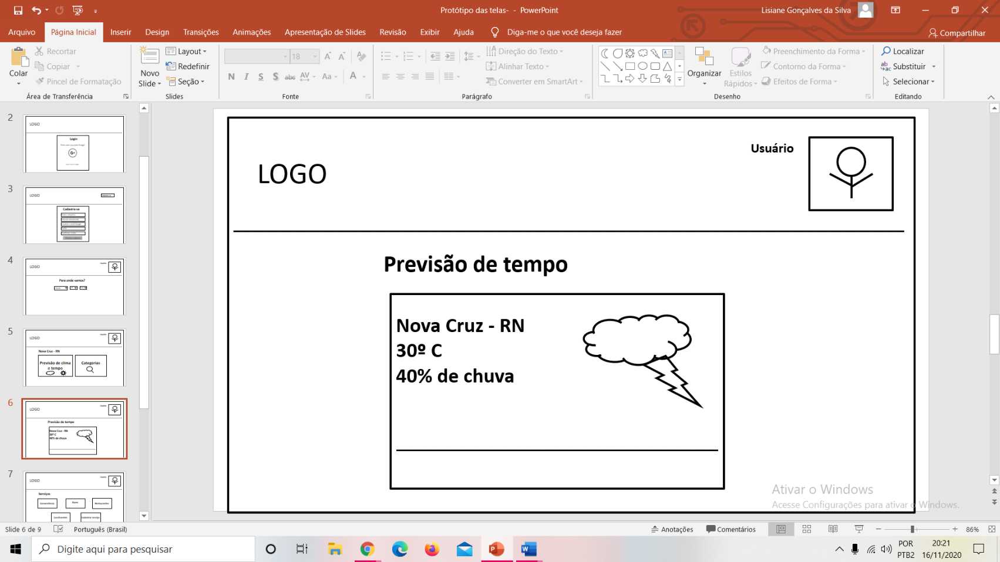 Protótipo das telas-  -  PowerPoint
Lisiane Gonçalves da Silva
Arquivo
Página Inicial
Inserir
Design
Transições
Animações
Apresentação de Slides
Revisão
Exibir
Ajuda
Diga-me o que você deseja fazer
Compartilhar
Colar
Recortar
Copiar
Pincel de Formatação
Área de Transferência
Novo
Slide
Layout
Redefinir
Seção
Slides
18
N I S S abc AV Aa A
Fonte
Direção do Texto
Alinhar Texto
Converter em SmartArt
Parágrafo
Organizar
Estilos
Rápidos
Preenchimento da Forma
Contorno da Forma
Efeitos de Forma
Desenho
Localizar
Substituir
Selecionar
Editando
2
LOGO
Login
G+
3
LOGO
Cadastre-se
4
LOGO
Usuário
Para onde vamos?
5
LOGO
Usuário
Nova Cruz - RN
Previsão de clima
e tempo
Categorias
6
LOGO
Usuário
Previsão de tempo
Nova Cruz - RN
30º C
40% de chuva
7
LOGO
Usuário
Serviços
Bares
Restaurantes
Lanchonetes
Cadastrar serviço
LOGO
Usuário
Previsão de tempo
Nova Cruz - RN
30º C
40% de chuva
Ativar o Windows
Acesse Configurações para ativar o Windows.
Slide 6 de 9
Português (Brasil)
Anotações
Comentários
86%
Digite aqui para pesquisar
POR
PTB2
20:21
16/11/2020